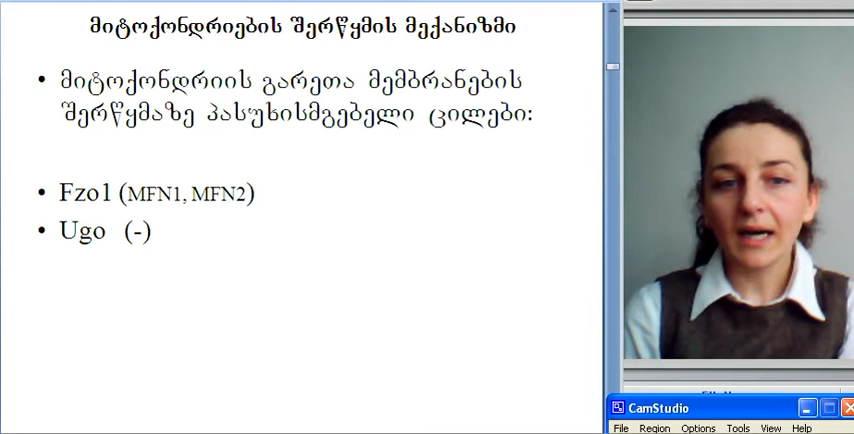 მიტოქონდრიების შერწყმის მექანიზმი
• მიტოქონდრიის გარეთა მემბრანების
შერწყმაზე პასუხისმგებელი ცილები:
• Fzo1 (MFN1, MFN2)
• Ugo (-)
CamStudio
File Region Options Tools View Help